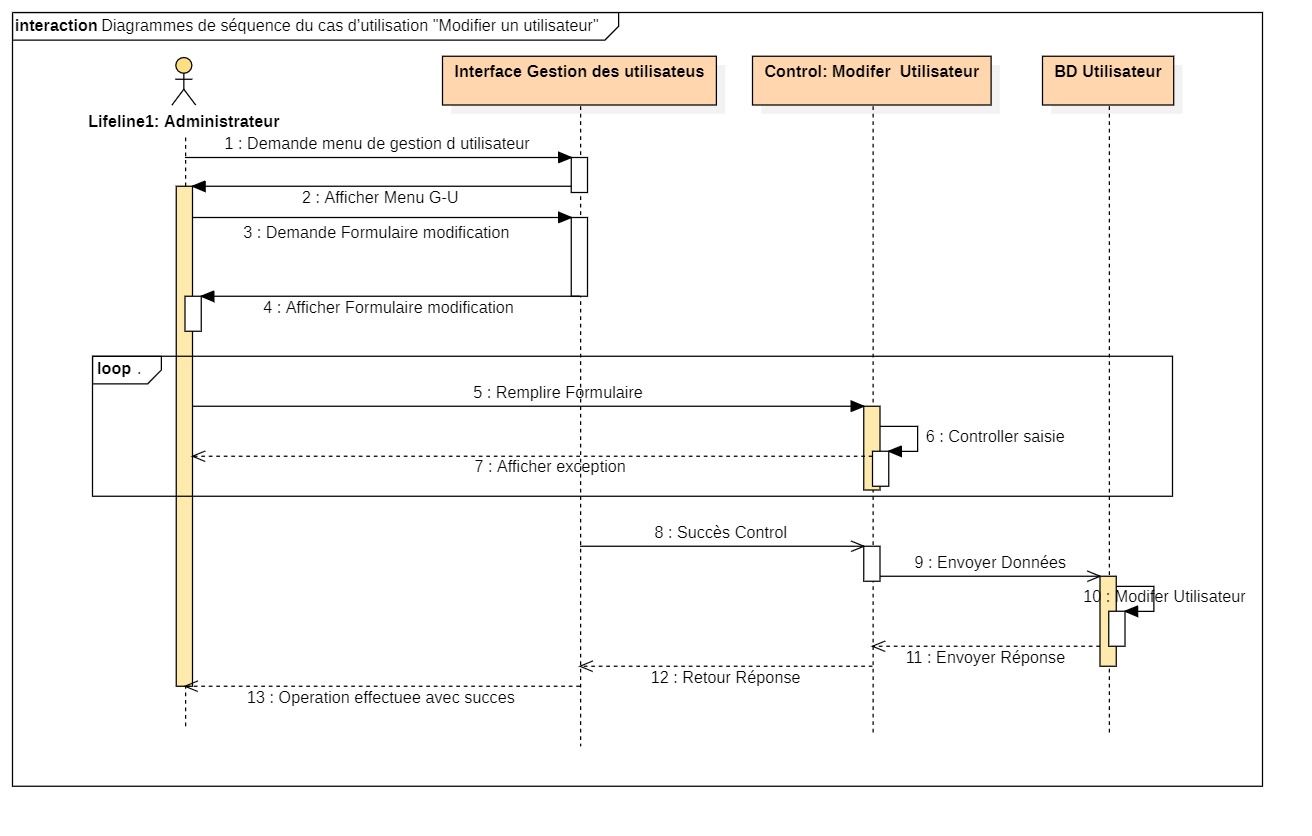 interaction Diagrammes de séquence du cas d'utilisation "Modifier un utilisateur"
Interface Gestion des utilisateus
Control: Modifer Utilisateur
BD Utilisateur
Lifeline1: Administrateur
1 : Demande menu de gestion d utilisateur
2 : Afficher Menu G-U
3 : Demande Formulaire modification
4 : Afficher Formulaire modification
loop .
5 : Remplire Formulaire
6 : Controller saisie
7 : Afficher exception
8 : Succès Control
9 : Envoyer Données
10 : Modifer Utilisateur
11 : Envoyer Réponse
12 : Retour Réponse
13 : Operation effectuee avec succes